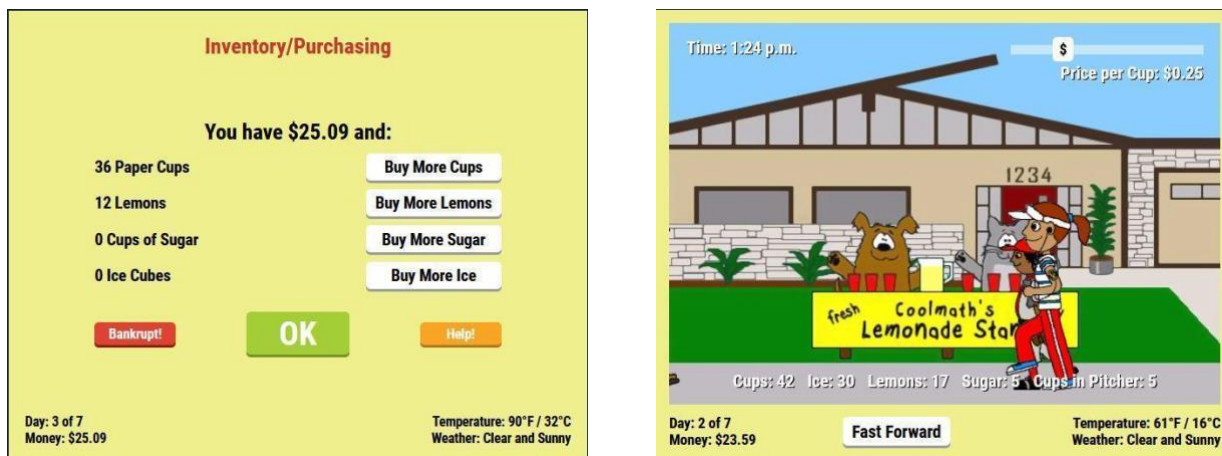 Inventory/Purchasing
You have $25.09 and:
36 Paper Cups
Buy More Cups
12 Lemons
Buy More Lemons
0 Cups of Sugar
Buy More Sugar
0 Ice Cubes
Buy More Ice
Bankrupt!
OK
Help!
Day: 3 of 7
Money: $25.09
Temperature: 90°F / 32°C
Weather: Clear and Sunny
Time: 1:24 p.m.
$
Price per Cup: $0.25
1234
fresh
Coolmath's
Lemonade
Cups: 42 Ice: 30 Lemons: 17 Sugar: 5 Cups in Pitcher: 5
Day: 2 of 7
Money: $23.59
Fast Forward
Temperature: 61°F / 16°C
Weather: Clear and Sunny